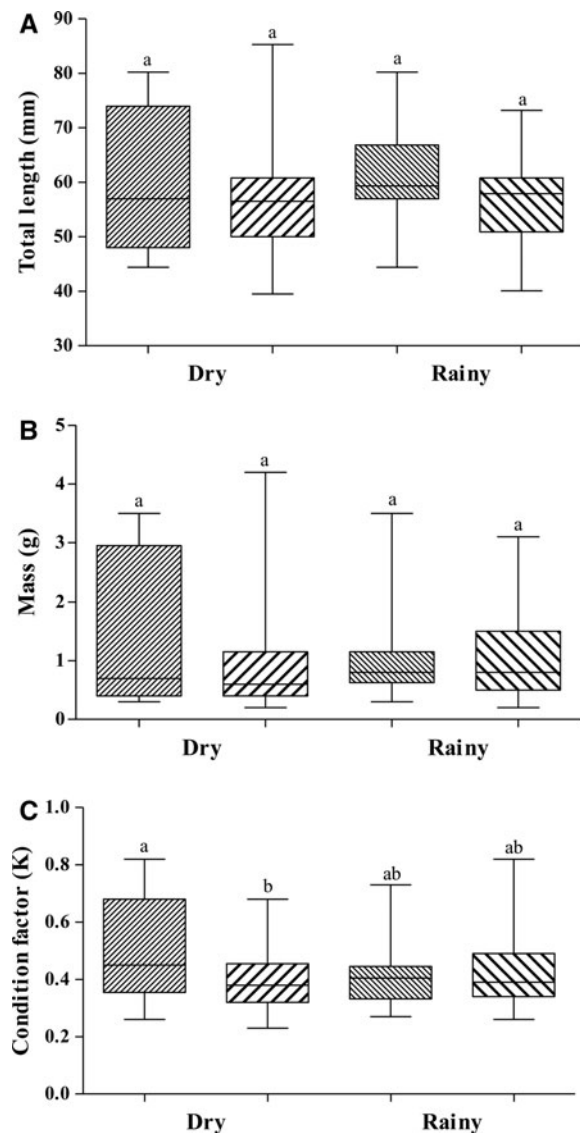 A
Total length (mm)
90
80
70
60
50
40
30
a
a
a
a
Dry Rainy
B
Mass (g)
5
4
3
2
1
0
a
a
a
a
Dry Rainy
C
Condition factor (K)
1.0
0.8
0.6
0.4
0.2
0.0
a
b
ab
ab
Dry Rainy